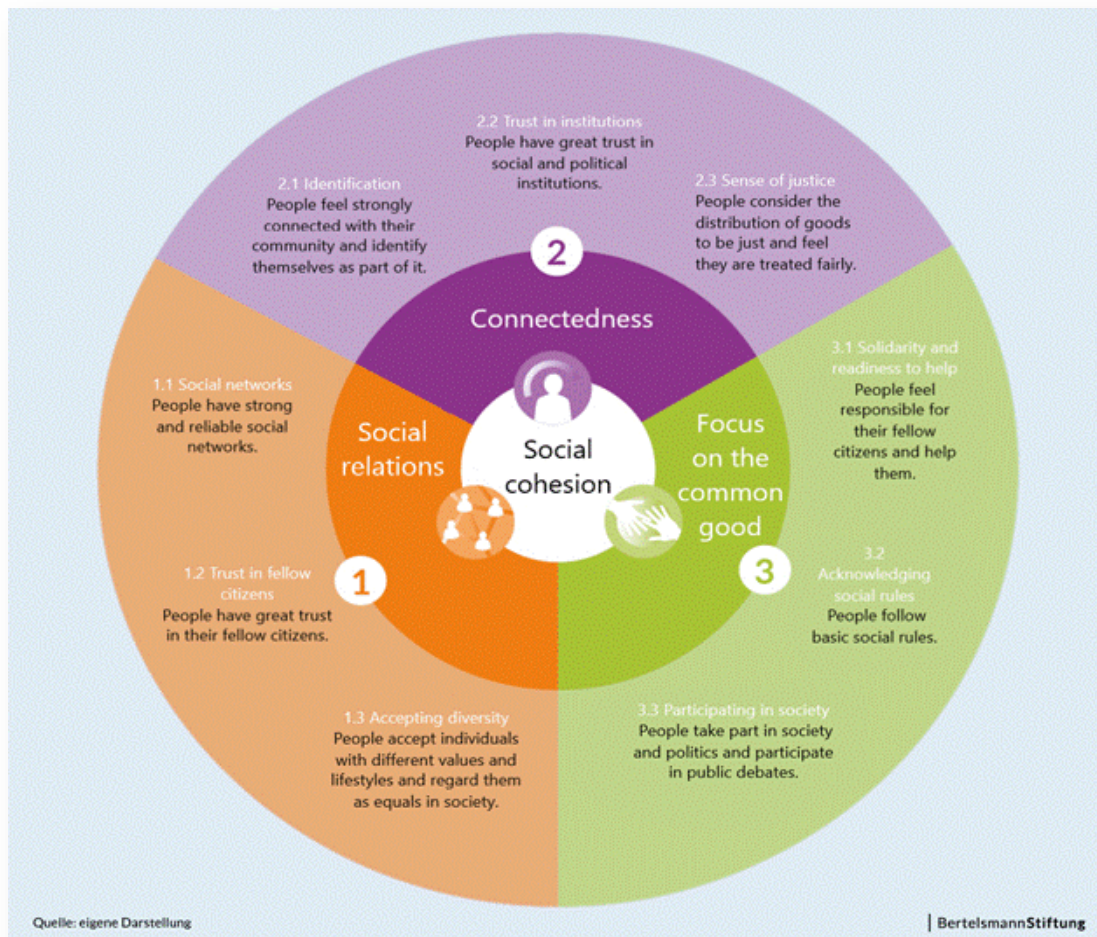 2.2 Trust in institutions
People have great trust in
social and political
institutions.
2.1 Identification
People feel strongly
connected with their
community and identify
themselves as part of it.
2.3 Sense of justice
People consider the
distribution of goods
to be just and feel
they are treated fairly.
2
Connectedness
1.1 Social networks
People have strong
and reliable social
networks.
Social
relations
Social
cohesion
Focus
on the
common
good
3.1 Solidarity and
readiness to help
People feel
responsible for
their fellow
citizens and help
them.
1.2 Trust in fellow
citizens
People have great trust
in their fellow citizens.
1
3
3.2
Acknowledging
social rules
People follow
basic social rules.
1.3 Accepting diversity
People accept individuals
with different values and
lifestyles and regard them
as equals in society.
3.3 Participating in society
People take part in society
and politics and participate
in public debates.
Quelle: eigene Darstellung
BertelsmannStiftung